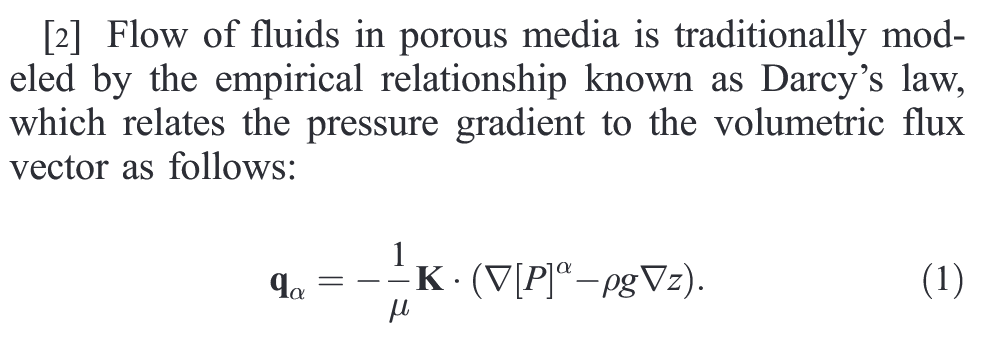 [2] Flow of fluids in porous media is traditionally mod-
eled by the empirical relationship known as Darcy’s law,
which relates the pressure gradient to the volumetric flux
vector as follows:
$\mathbf{q}_{\alpha} = -\frac{1}{\mu}\mathbf{K} \cdot (\nabla[P]^{\alpha} - \rho g \nabla z).$ (1)